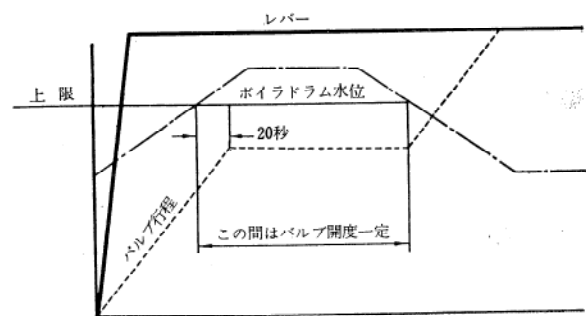 レバー
上限
ボイラドラム水位
20秒
バルブ行程
この間はバルブ開度一定